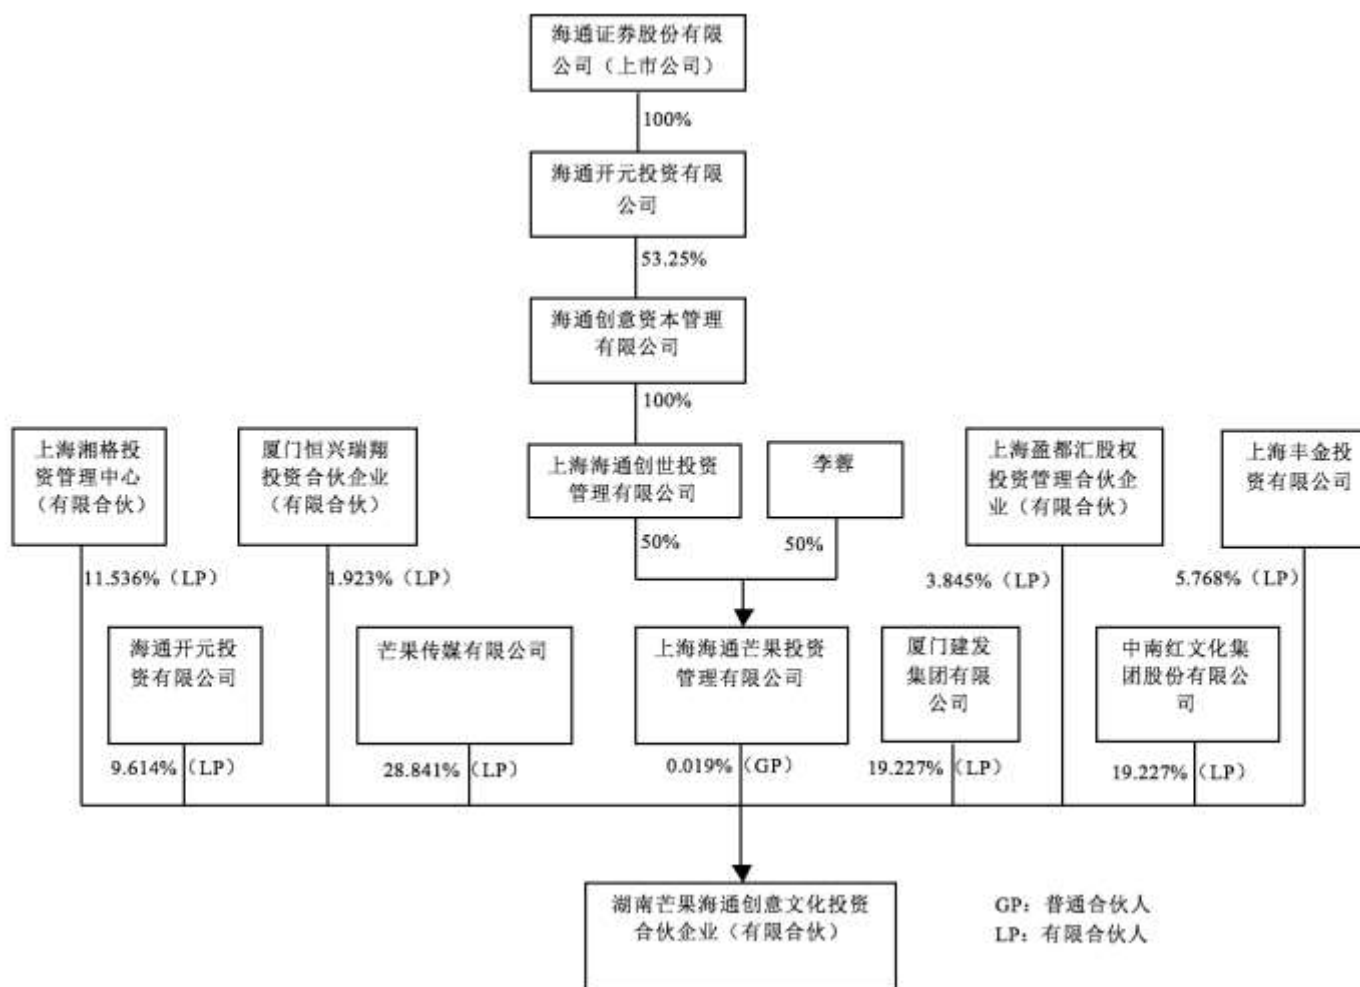 海通证券股份有限
公司（上市公司）
100%
海通开元投资有限
公司
53.25%
海通创意资本管理
有限公司
100%
上海湘格投
资管理中心
（有限合伙）
厦门恒兴瑞翔
投资合伙企业
（有限合伙）
上海海通创世投资
管理有限公司
李蓉
上海盈都汇股权
投资管理合伙企
业（有限合伙）
上海丰金投
资有限公司
50%
50%
11.536%（LP）
1.923%（LP）
3.845%（LP）
5.768%（LP）
海通开元投
资有限公司
芒果传媒有限公司
上海海通芒果投资
管理有限公司
厦门建发
集团有限
公司
中南红文化集
团股份有限公
司
9.614%（LP）
28.841%（LP）
0.019%（GP）
19.227%（LP）
19.227%（LP）
湖南芒果海通创意文化投资
合伙企业（有限合伙）
GP：普通合伙人
LP：有限合伙人